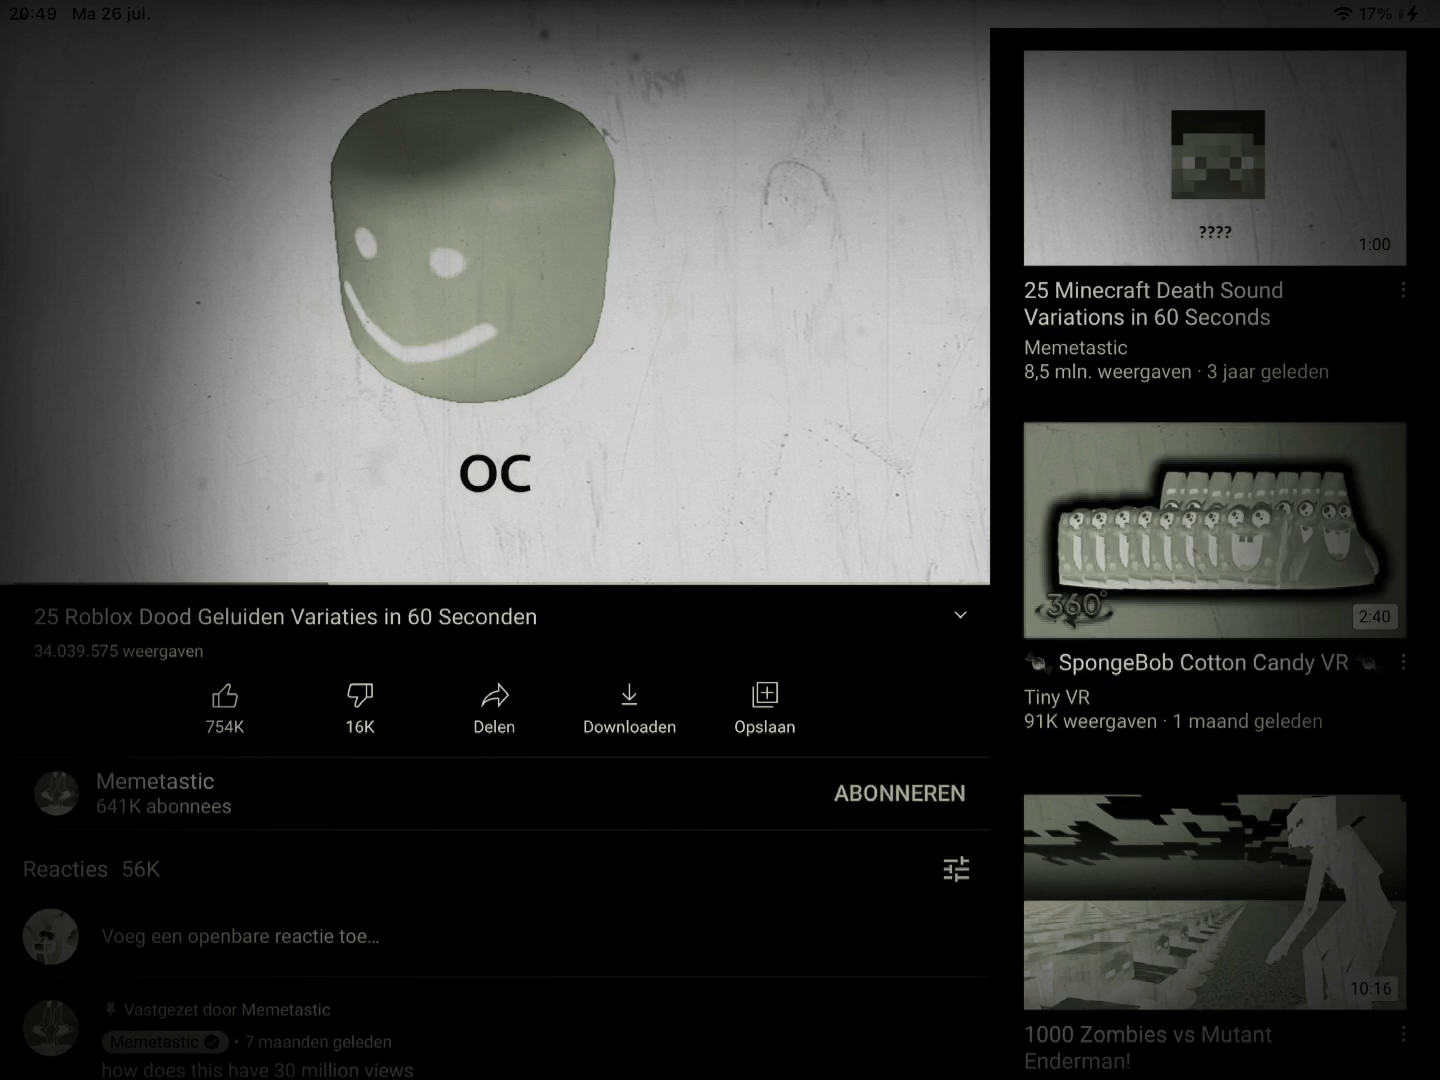 20:49 Ma 26 jul.
17%
OC
25 Roblox Dood Geluiden Variaties in 60 Seconden
34.039.575 weergaven
754K
16K
Delen
Downloaden
Opslaan
Memetastic
641K abonnees
ABONNEREN
Reacties 56K
Voeg een openbare reactie toe...
Vastgezet door Memetastic
Memetastic • 7 maanden geleden
how does this have 30 million views
????
1:00
25 Minecraft Death Sound
Variations in 60 Seconds
Memetastic
8,5 mln. weergaven · 3 jaar geleden
360°
2:40
SpongeBob Cotton Candy VR
Tiny VR
91K weergaven · 1 maand geleden
10:16
1000 Zombies vs Mutant
Enderman!